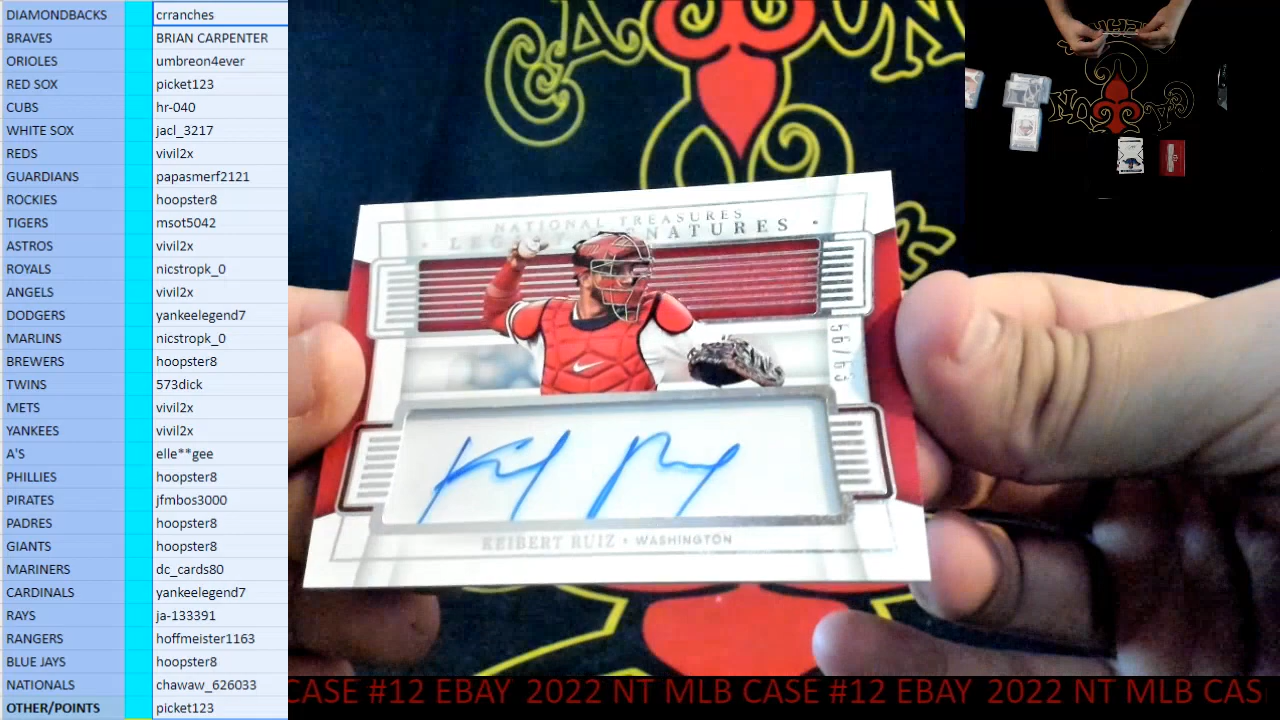 DIAMONDBACKS crranches
BRAVES BRIAN CARPENTER
ORIOLES umbreon4ever
RED SOX picket123
CUBS hr-040
WHITE SOX jacl_3217
REDS vivil2x
GUARDIANS papasmerf2121
ROCKIES hoopster8
TIGERS msot5042
ASTROS vivil2x
ROYALS nicstropk_0
ANGELS vivil2x
DODGERS yankeelegend7
MARLINS nicstropk_0
BREWERS hoopster8
TWINS 573dick
METS vivil2x
YANKEES vivil2x
A'S elle**gee
PHILLIES hoopster8
PIRATES jfmbos3000
PADRES hoopster8
GIANTS hoopster8
MARINERS dc_cards80
CARDINALS yankeelegend7
RAYS ja-133391
RANGERS hoffmeister1163
BLUE JAYS hoopster8
NATIONALS chawaw_626033
OTHER/POINTS picket123
NATIONAL TREASURES
SIGNATURES
56/63
KEIBERT RUIZ • WASHINGTON
CASE #12 EBAY 2022 NT MLB CASE #12 EBAY 2022 NT MLB CAS